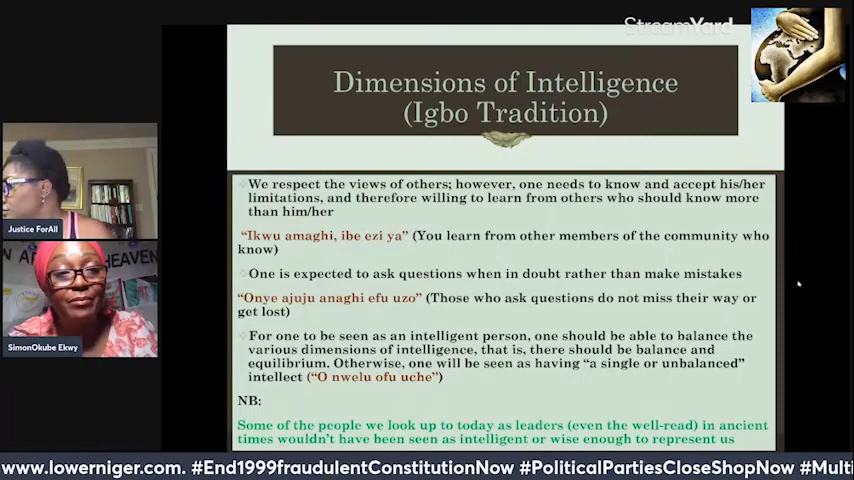 StreamYard
Dimensions of Intelligence
(Igbo Tradition)
We respect the views of others; however, one needs to know and accept his/her
limitations, and therefore willing to learn from others who should know more
than him/her
“Ikwu amaghi, ibe ezi ya” (You learn from other members of the community who
know)
One is expected to ask questions when in doubt rather than make mistakes
“Onye ajuju anaghi efu uzo” (Those who ask questions do not miss their way or
get lost)
For one to be seen as an intelligent person, one should be able to balance the
various dimensions of intelligence, that is, there should be balance and
equilibrium. Otherwise, one will be seen as having “a single or unbalanced”
intellect (“O nwelu ofu uche”)
NB:
Some of the people we look up to today as leaders (even the well-read) in ancient
times wouldn’t have been seen as intelligent or wise enough to represent us
Justice ForAll
HEAVEN
SimonOkube Ekwy
www.lowerniger.com. #End1999fraudulentConstitutionNow #PoliticalPartiesCloseShopNow #Multi